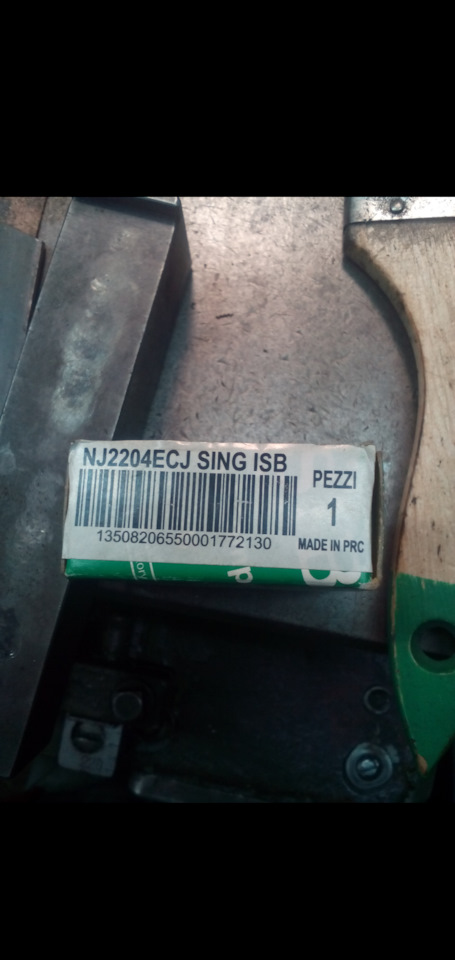 NJ2204ECJ SING ISB
PEZZI
1
13508206550001772130
MADE IN PRC